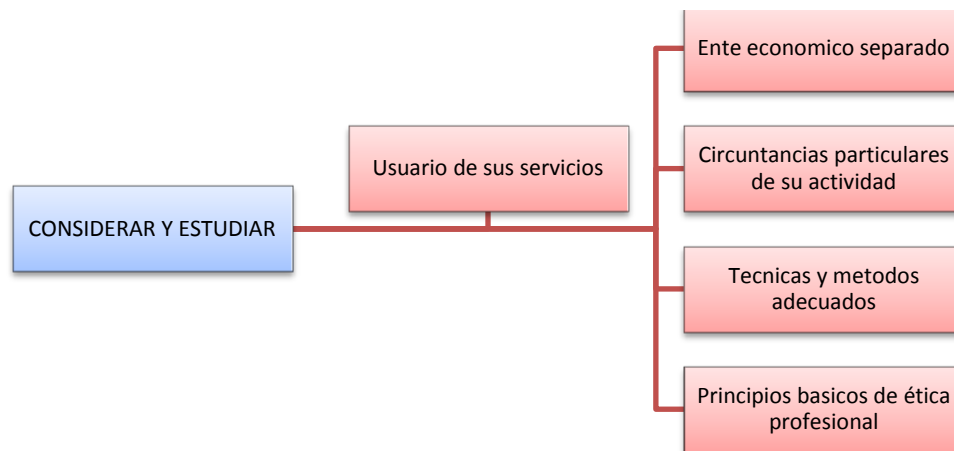 CONSIDERAR Y ESTUDIAR
Usuario de sus servicios
Ente economico separado
Circuntancias particulares
de su actividad
Tecnicas y metodos
adecuados
Principios basicos de ética
profesional